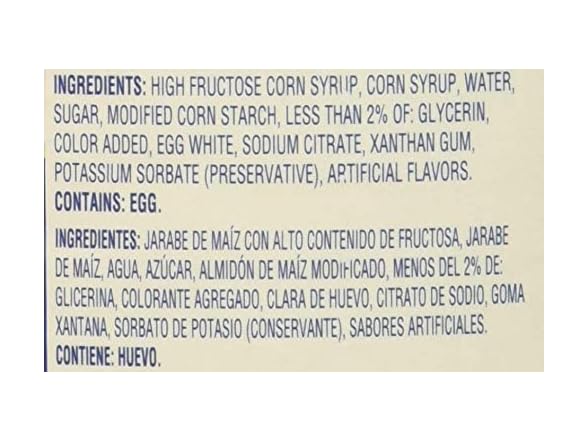 INGREDIENTS: HIGH FRUCTOSE CORN SYRUP, CORN SYRUP, WATER,
SUGAR, MODIFIED CORN STARCH, LESS THAN 2% OF: GLYCERIN,
COLOR ADDED, EGG WHITE, SODIUM CITRATE, XANTHAN GUM,
POTASSIUM SORBATE (PRESERVATIVE), ARTIFICIAL FLAVORS.
CONTAINS: EGG.
INGREDIENTES: JARABE DE MAÍZ CON ALTO CONTENIDO DE FRUCTOSA, JARABE
DE MAÍZ, AGUA, AZÚCAR, ALMIDÓN DE MAÍZ MODIFICADO, MENOS DEL 2% DE:
GLICERINA, COLORANTE AGREGADO, CLARA DE HUEVO, CITRATO DE SODIO, GOMA
XANTANA, SORBATO DE POTASIO (CONSERVANTE), SABORES ARTIFICIALES.
CONTIENE: HUEVO.